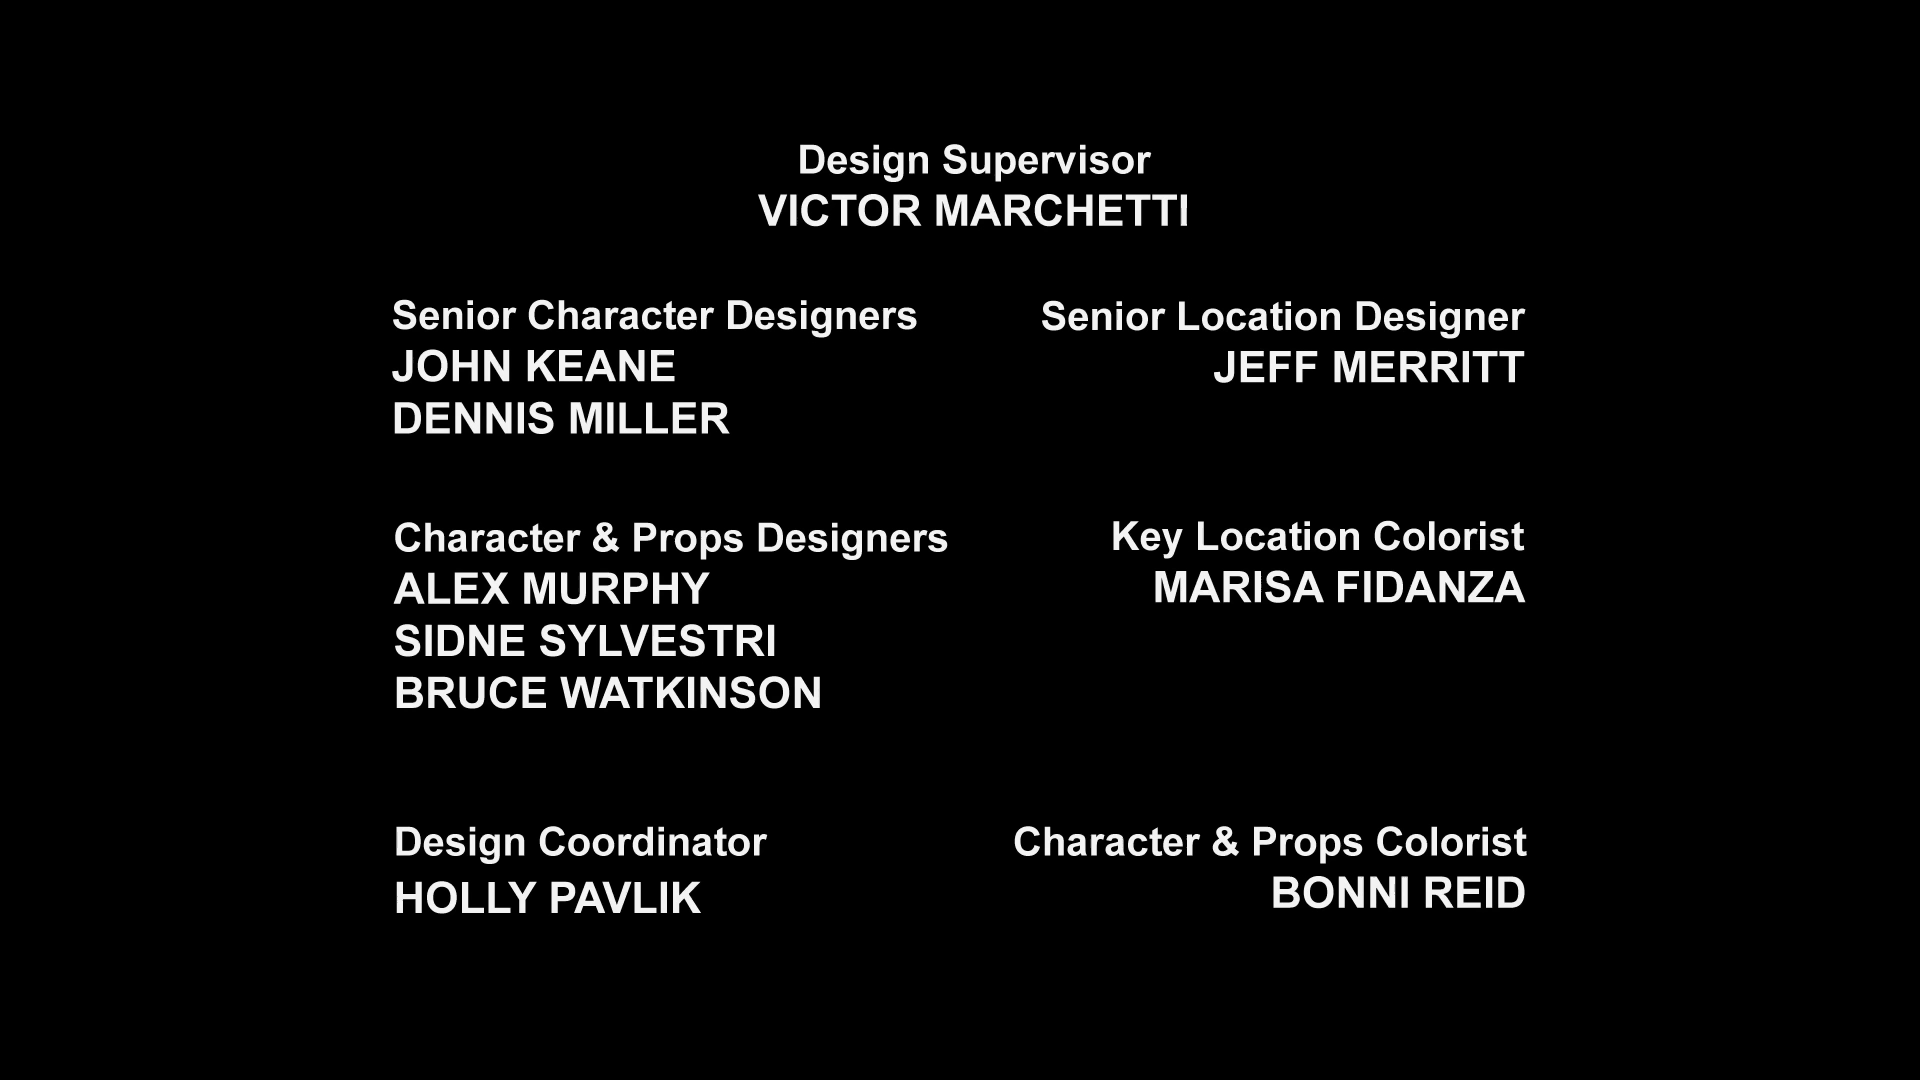 Design Supervisor
VICTOR MARCHETTI
Senior Character Designers
JOHN KEANE
DENNIS MILLER
Senior Location Designer
JEFF MERRITT
Character & Props Designers
ALEX MURPHY
SIDNE SYLVESTRI
BRUCE WATKINSON
Key Location Colorist
MARISA FIDANZA
Design Coordinator
HOLLY PAVLIK
Character & Props Colorist
BONNI REID